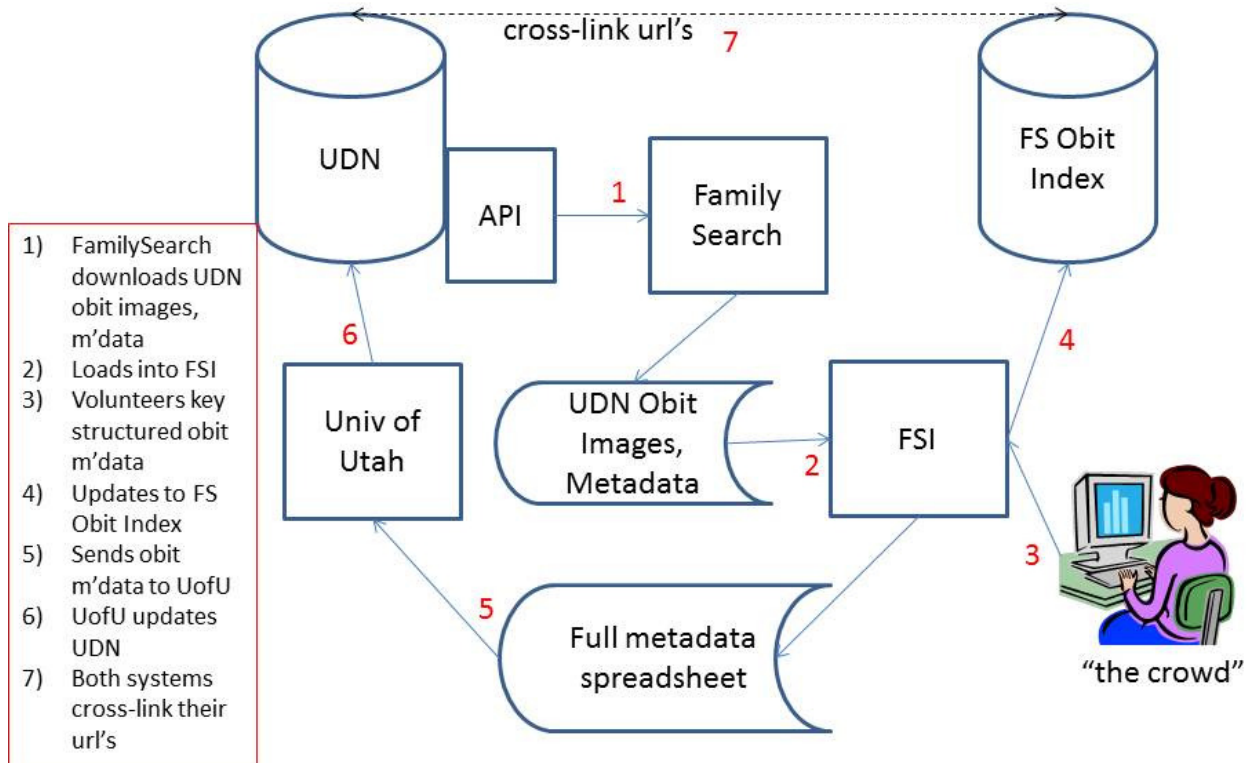 cross-link url's
7
UDN
FS Obit
Index
API
1
Family
Search
1) FamilySearch
downloads UDN
obit images,
m'data
2) Loads into FSI
3) Volunteers key
structured obit
m'data
4) Updates to FS
Obit Index
5) Sends obit
m'data to UofU
6) UofU updates
UDN
7) Both systems
cross-link their
url's
6
4
Univ of
Utah
UDN Obit
Images,
Metadata
2
FSI
3
5
Full metadata
spreadsheet
"the crowd"